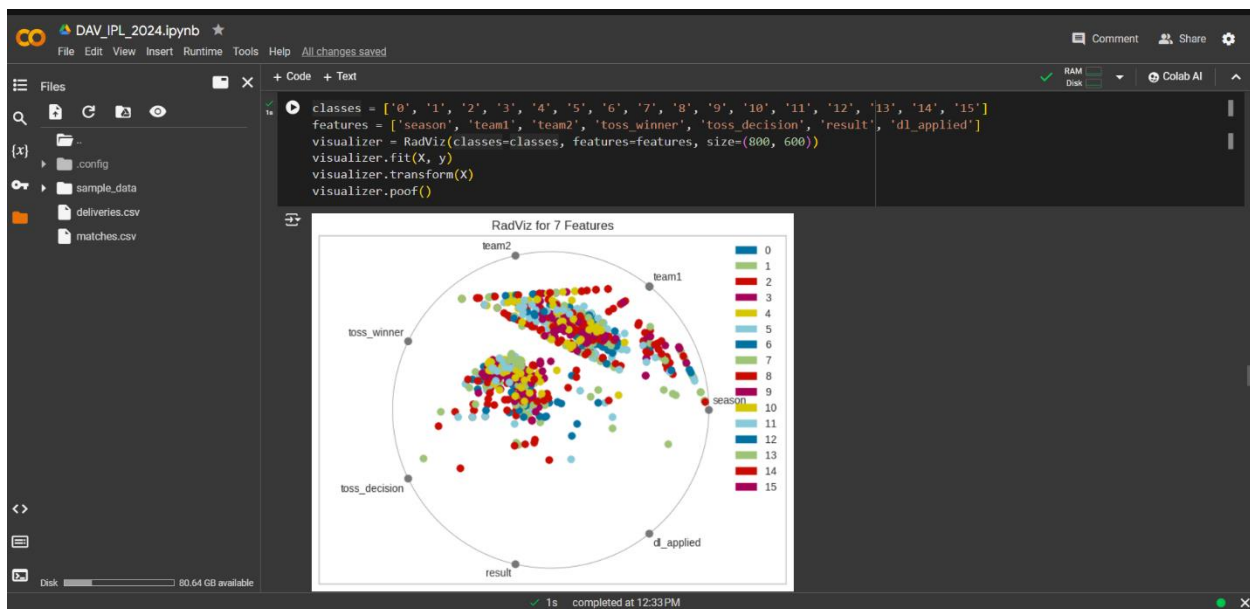 DAV_IPL_2024.ipynb
File Edit View Insert Runtime Tools Help All changes saved
Comment Share
Files
+ Code + Text
RAM
Disk
Colab AI
{x}
..
.config
sample_data
deliveries.csv
matches.csv
<>
Disk 80.64 GB available
1s
classes = ['0', '1', '2', '3', '4', '5', '6', '7', '8', '9', '10', '11', '12', '13', '14', '15']
features = ['season', 'team1', 'team2', 'toss_winner', 'toss_decision', 'result', 'dl_applied']
visualizer = RadViz(classes=classes, features=features, size=(800, 600))
visualizer.fit(X, y)
visualizer.transform(X)
visualizer.poof()
RadViz for 7 Features
team2
team1
toss_winner
season
toss_decision
dl_applied
result
0
1
2
3
4
5
6
7
8
9
10
11
12
13
14
15
1s completed at 12:33 PM